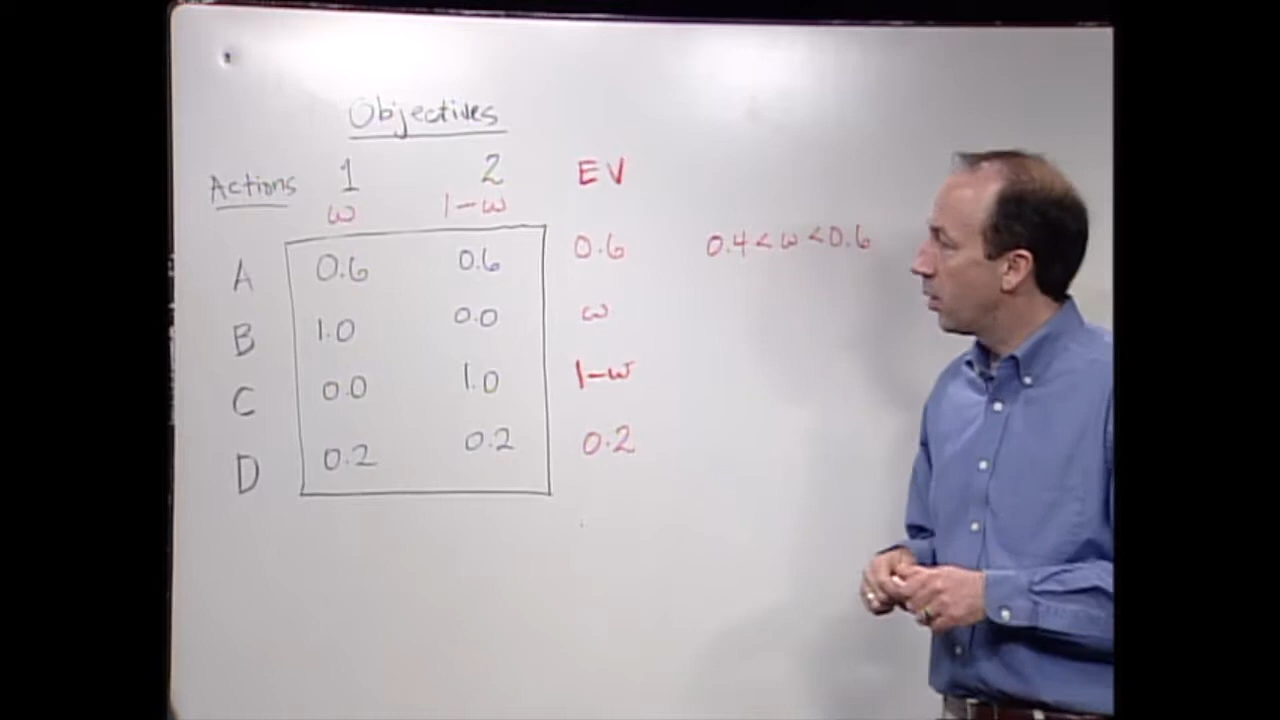 Objectives
Actions 1 2 EV
w 1-w
A 0.6 0.6 0.6 0.4 < w < 0.6
B 1.0 0.0 w
C 0.0 1.0 1-w
D 0.2 0.2 0.2